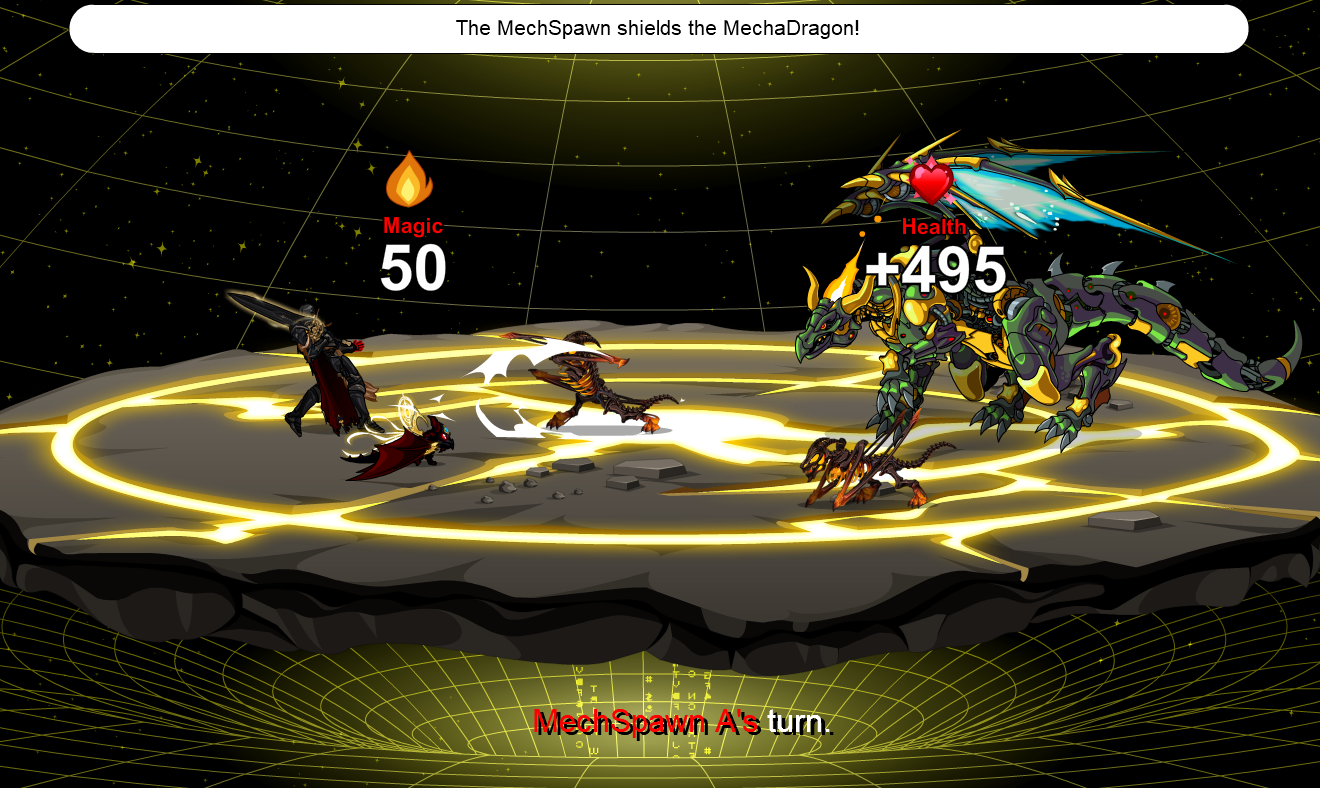 The MechSpawn shields the MechaDragon!
Magic
50
Health
+495
MechSpawn A's turn.